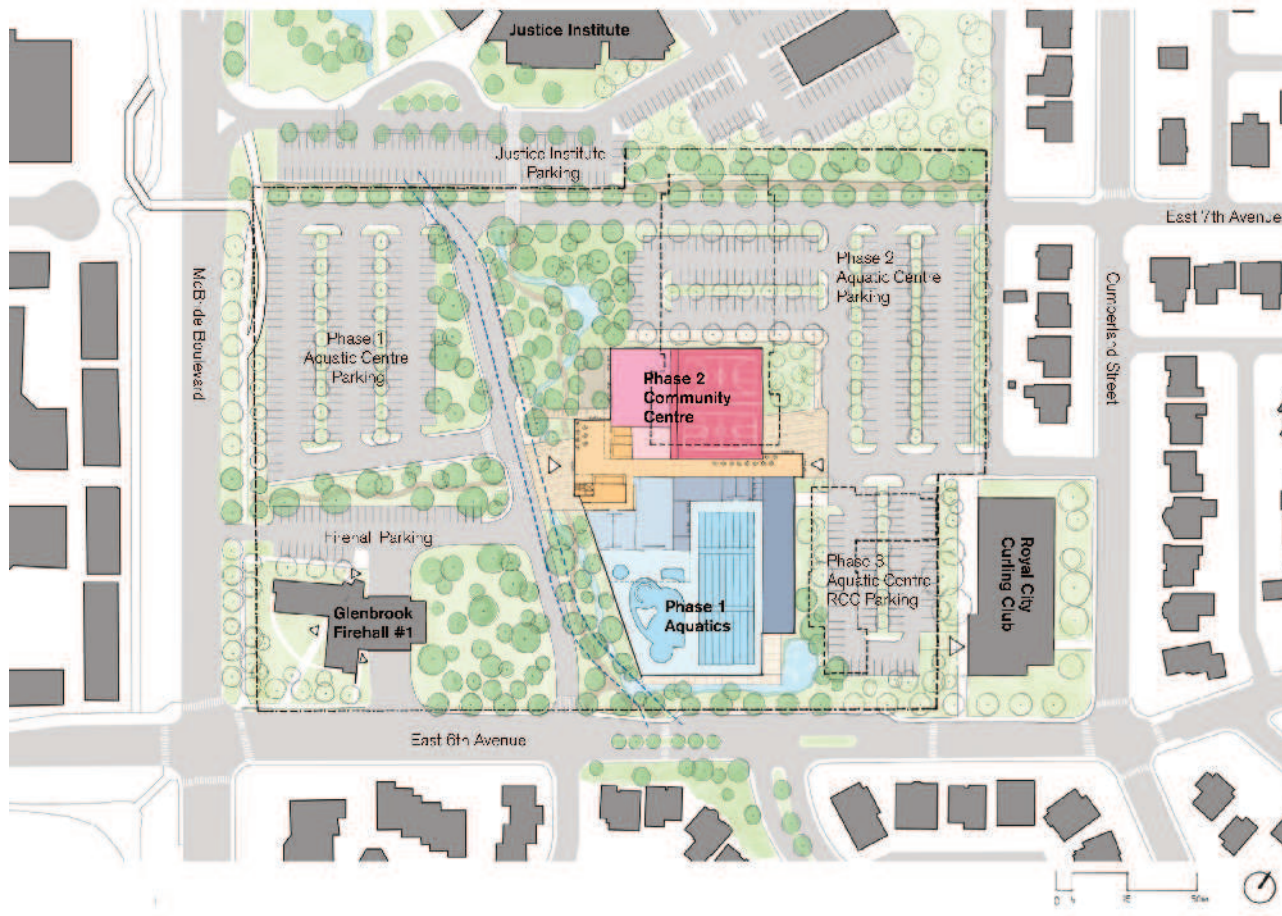 Justice Institute
Justice Institute
Parking
East 7th Avenue
McBride Boulevard
Phase 2
Aquatic Centre
Parking
Cumberland Street
Phase 1
Aquatic Centre
Parking
Phase 2
Community
Centre
Firehall Parking
Royal City
Curling Club
Phase 3
Aquatic Centre
RCC Parking
Glenbrook
Firehall #1
Phase 1
Aquatics
East 6th Avenue
0
50m